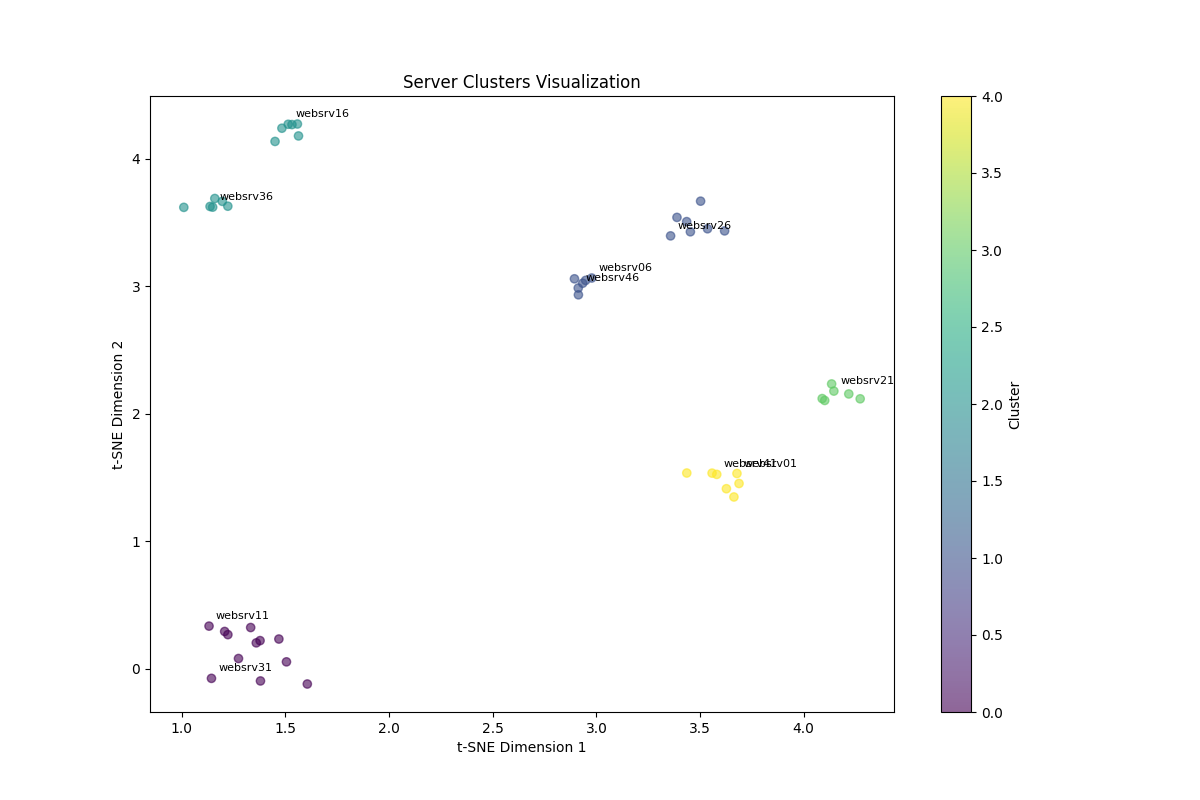 Server Clusters Visualization
websrv16
websrv36
websrv26
websrv06
websrv46
websrv21
websrv41
websrv01
websrv11
websrv31
4
3
2
1
0
t-SNE Dimension 2
1.0
1.5
2.0
2.5
3.0
3.5
4.0
t-SNE Dimension 1
4.0
3.5
3.0
2.5
2.0
1.5
1.0
0.5
0.0
Cluster